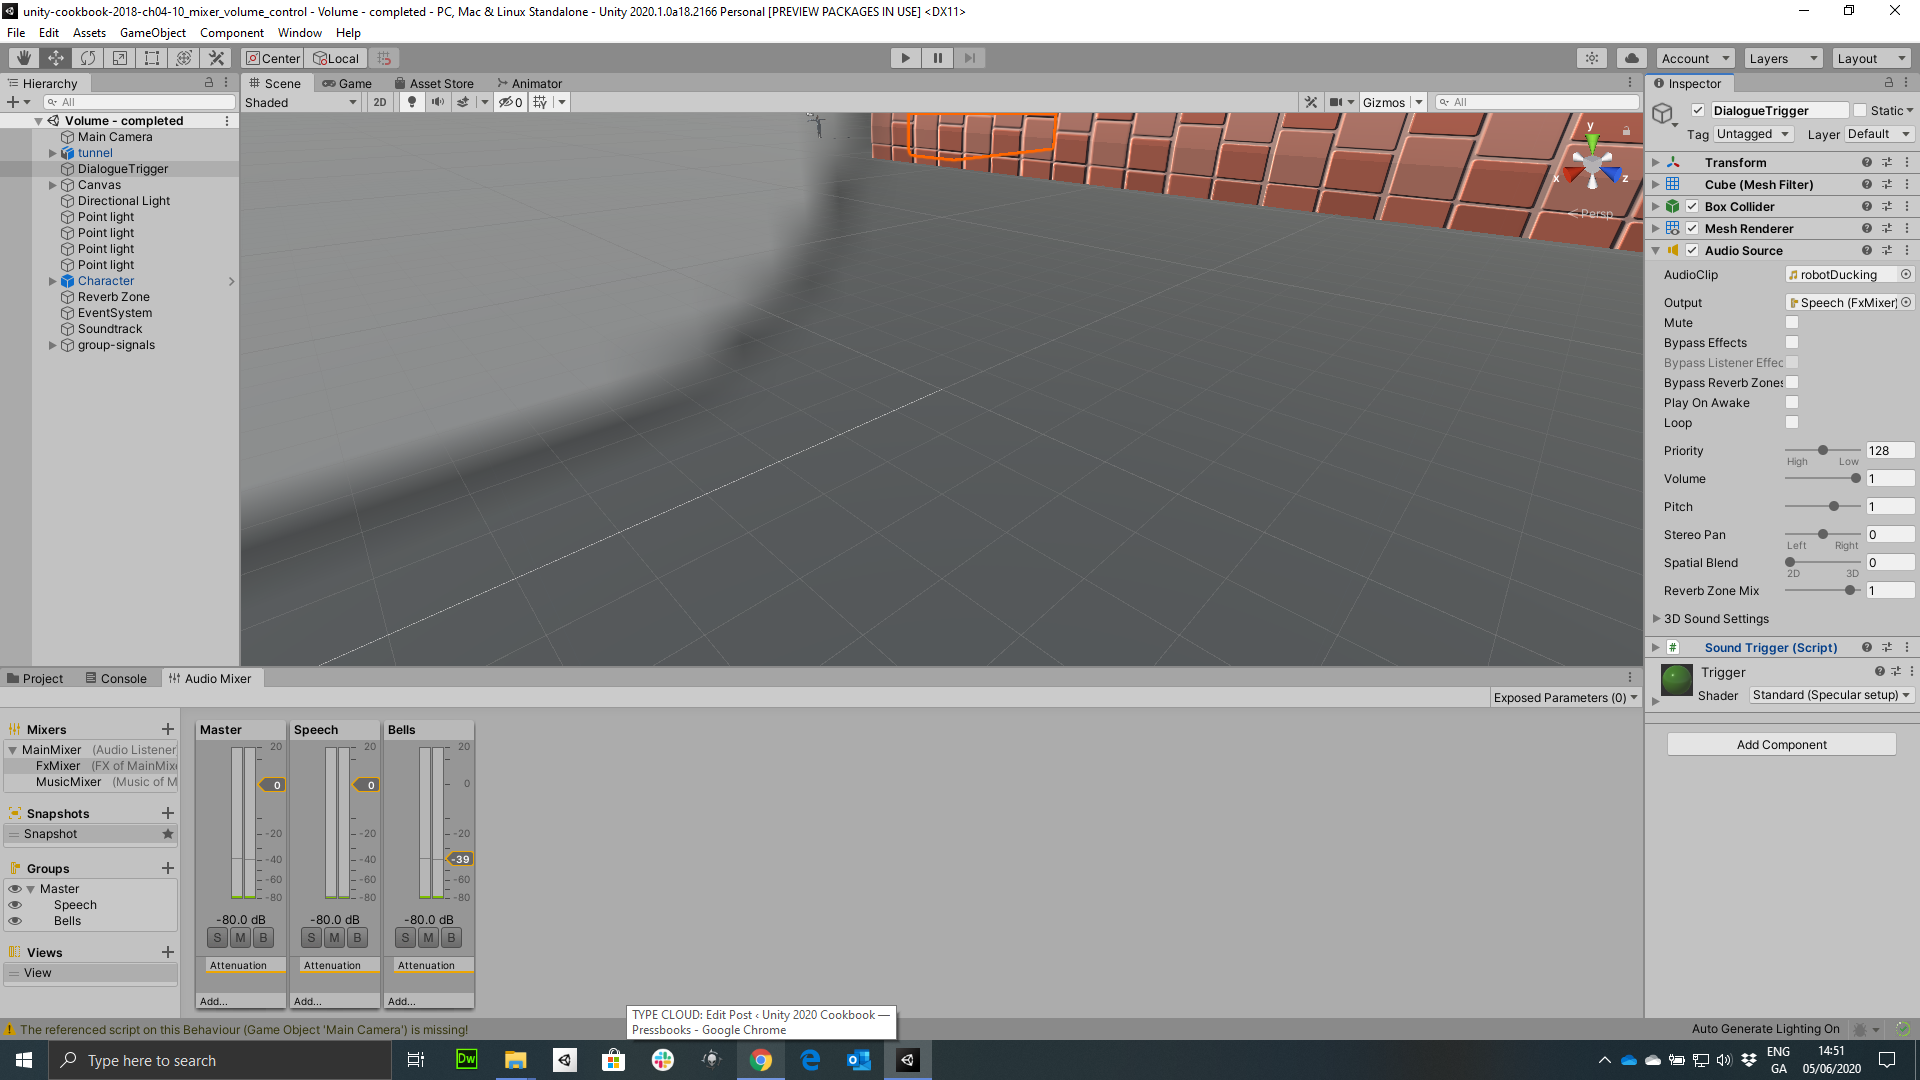 unity-cookbook-2018-ch04-10_mixer_volume_control - Volume - completed - PC, Mac & Linux Standalone - Unity 2020.1.0a18.2166 Personal [PREVIEW PACKAGES IN USE] <DX11>
File Edit Assets GameObject Component Window Help
Center Local Account Layers Layout
Hierarchy
All
Volume - completed
Main Camera
tunnel
DialogueTrigger
Canvas
Directional Light
Point light
Point light
Point light
Point light
Character
Reverb Zone
EventSystem
Soundtrack
group-signals
Scene Game Asset Store Animator
Shaded 2D 0 Gizmos All
y
x z
Persp
Inspector
DialogueTrigger Static
Tag Untagged Layer Default
Transform
Cube (Mesh Filter)
Box Collider
Mesh Renderer
Audio Source
AudioClip robotDucking
Output Speech (FxMixer)
Mute
Bypass Effects
Bypass Listener Effec
Bypass Reverb Zones
Play On Awake
Loop
Priority 128
High Low
Volume 1
Pitch 1
Stereo Pan 0
Left Right
Spatial Blend 0
2D 3D
Reverb Zone Mix 1
3D Sound Settings
# Sound Trigger (Script)
Trigger
Shader Standard (Specular setup)
Add Component
Project Console Audio Mixer
Exposed Parameters (0)
Mixers
MainMixer (Audio Listener
FxMixer (FX of MainMixe
MusicMixer (Music of M
Snapshots
Snapshot
Groups
Master
Speech
Bells
Views
View
Master Speech Bells
20 20 20
0 0 0
-20 -20 -20
-40 -40 -39
-60 -60 -60
-80 -80 -80
-80.0 dB -80.0 dB -80.0 dB
S M B S M B S M B
Attenuation Attenuation Attenuation
Add... Add... Add...
The referenced script on this Behaviour (Game Object 'Main Camera') is missing!
Auto Generate Lighting On
TYPE CLOUD: Edit Post ‹ Unity 2020 Cookbook —
Pressbooks - Google Chrome
Type here to search
Dw
ENG
GA
14:51
05/06/2020